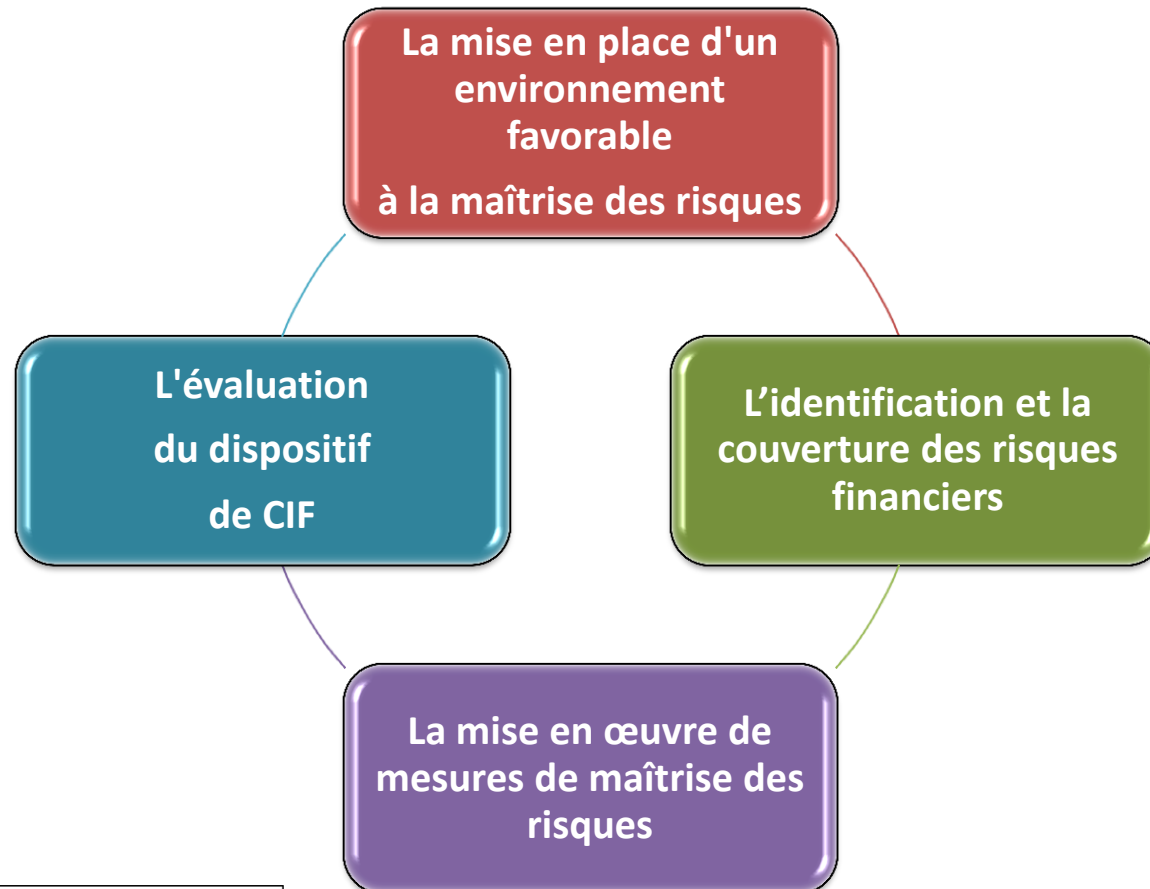 La mise en place d'un
environnement
favorable
à la maîtrise des risques
L'évaluation
du dispositif
de CIF
L’identification et la
couverture des risques
financiers
La mise en œuvre de
mesures de maîtrise des
risques